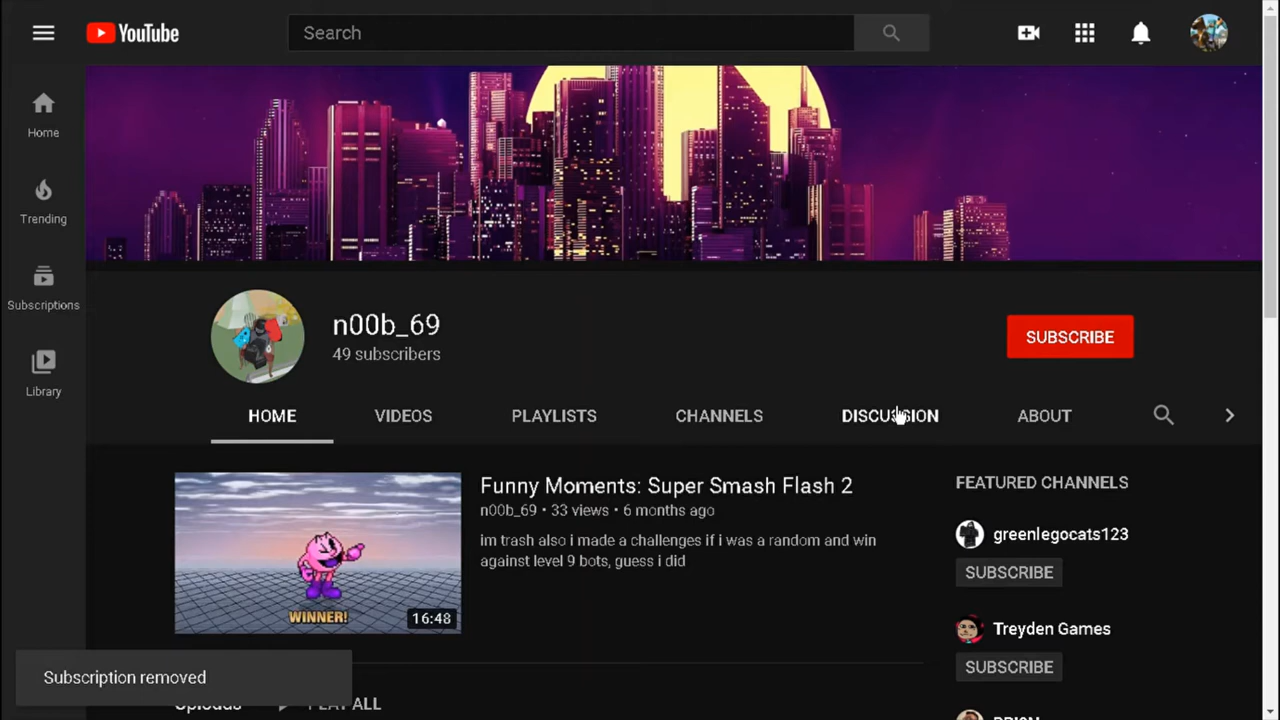 YouTube
Search
Home
Trending
Subscriptions
Library
n00b_69
49 subscribers
SUBSCRIBE
HOME
VIDEOS
PLAYLISTS
CHANNELS
DISCUSSION
ABOUT
WINNER!
16:48
Funny Moments: Super Smash Flash 2
n00b_69 • 33 views • 6 months ago
im trash also i made a challenges if i was a random and win
against level 9 bots, guess i did
FEATURED CHANNELS
greenlegocats123
SUBSCRIBE
Treyden Games
SUBSCRIBE
Subscription removed
Uploads
PLAY ALL